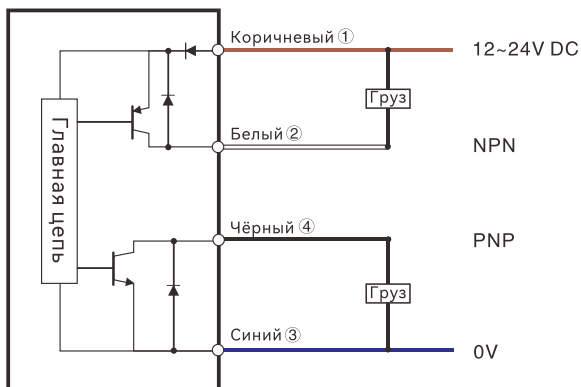 Коричневый ①
12~24V DC
Груз
Белый ②
NPN
Главная цепь
Чёрный ④
PNP
Груз
Синий ③
0V